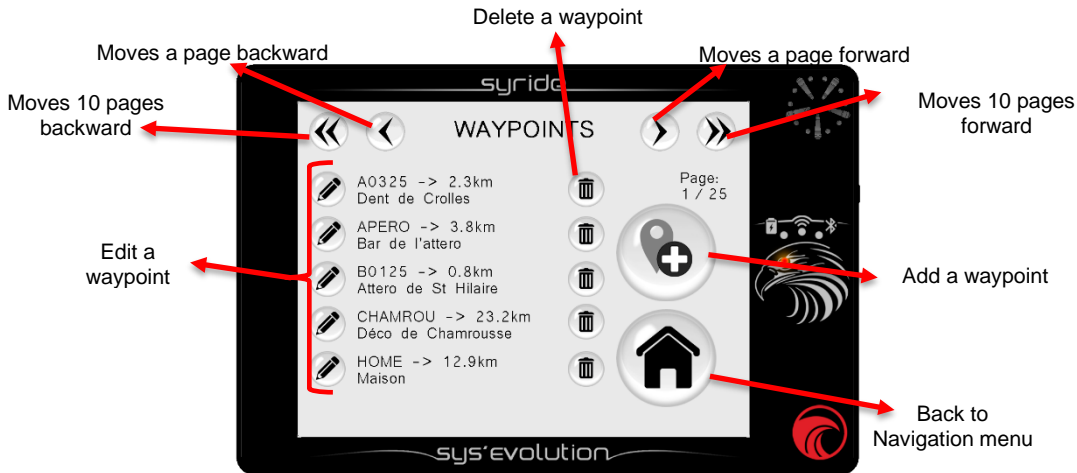 Delete a waypoint
Moves a page backward
Moves a page forward
syride
Moves 10 pages
backward
Moves 10 pages
forward
WAYPOINTS
Page:
1 / 25
A0325 -> 2.3km
Dent de Crolles
APERO -> 3.8km
Bar de l'attero
Edit a
waypoint
B0125 -> 0.8km
Attero de St Hilaire
Add a waypoint
CHAMROU -> 23.2km
Déco de Chamrousse
HOME -> 12.9km
Maison
Back to
Navigation menu
sys'evolution